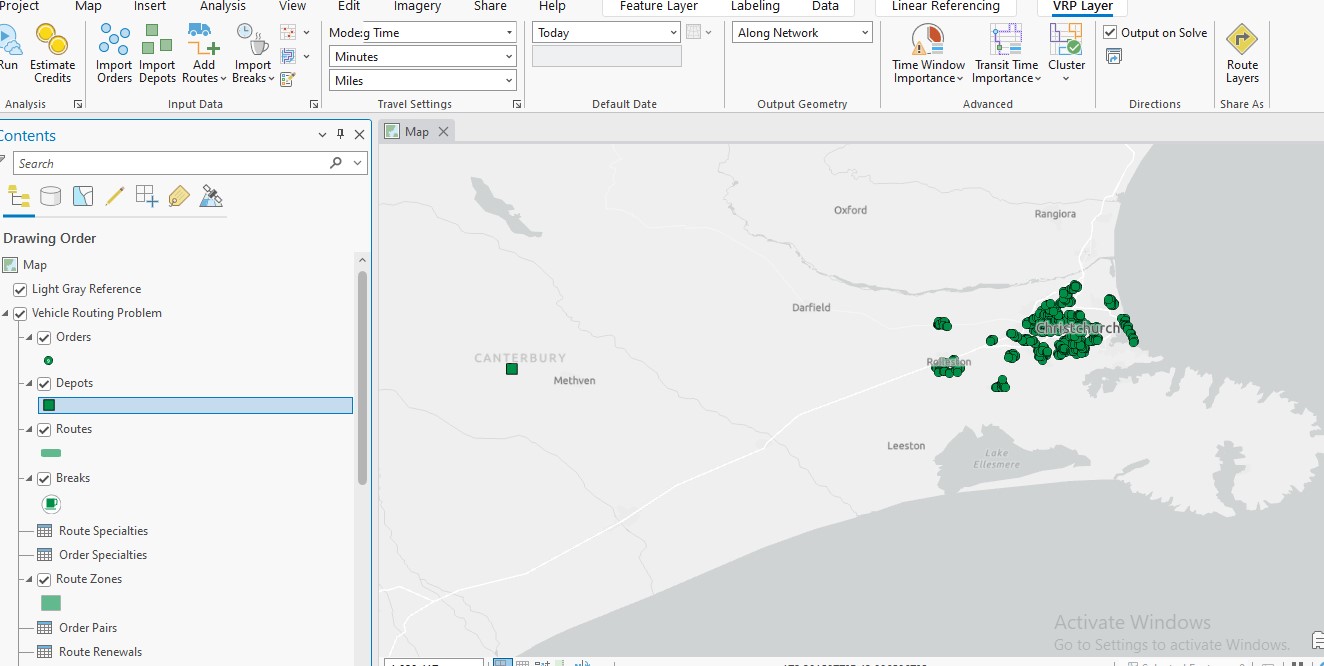 Project Map Insert Analysis View Edit Imagery Share Help Feature Layer Labeling Data Linear Referencing VRP Layer
Run
Estimate Credits
Import Orders
Import Depots
Add Routes
Import Breaks
Mode:g Time
Minutes
Miles
Today
Along Network
Time Window Importance
Transit Time Importance
Cluster
Output on Solve
Route Layers
Analysis
Input Data
Travel Settings
Default Date
Output Geometry
Advanced
Directions
Share As
Contents
Search
Drawing Order
Map
Light Gray Reference
Vehicle Routing Problem
Orders
Depots
Routes
Breaks
Route Specialties
Order Specialties
Route Zones
Order Pairs
Route Renewals
Map
Oxford
Rangiora
Darfield
Christchurch
CANTERBURY
Rolleston
Methven
Leeston
Lake
Ellesmere
Activate Windows
Go to Settings to activate Windows.